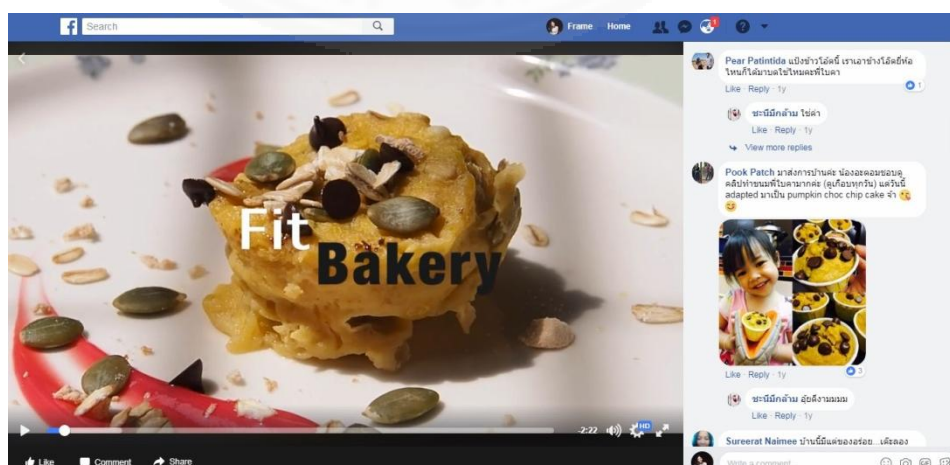 Search
Frame
Home
1
Fit
Bakery
-2:22
HD
Like
Comment
Share
Pear Patintida แป้งข้าวโอ๊ตนี้ เราเอาข้าวโอ๊ตยี่ห้อ
ไหนก็ได้มาบดใช่ไหมคะพี่ใบคา
Like · Reply · 1y
1
ชะนีมีกล้าม ใช่ค่า
Like · Reply · 1y
View more replies
Pook Patch มาส่งการบ้านค่ะ น้องอะตอมชอบดู
คลิปทำขนมพี่ใบคามากค่ะ (ดูเกือบทุกวัน) แต่วันนี้
adapted มาเป็น pumpkin choc chip cake จ้า
Like · Reply · 1y
3
ชะนีมีกล้าม อุ้ยดีงามมมม
Like · Reply · 1y
Sureerat Naimee บ้านนี้มีแต่ของอร่อย...เค๊ะลอง
Write a comment...